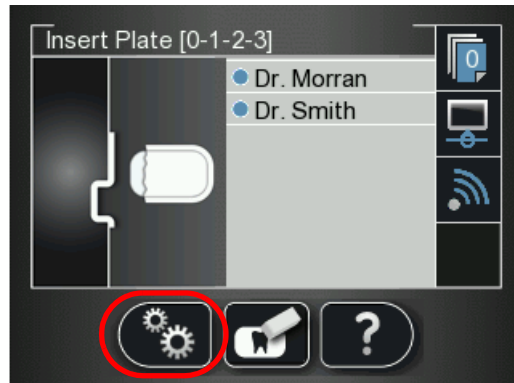 Insert Plate [0-1-2-3]
0
Dr. Morran
Dr. Smith
?